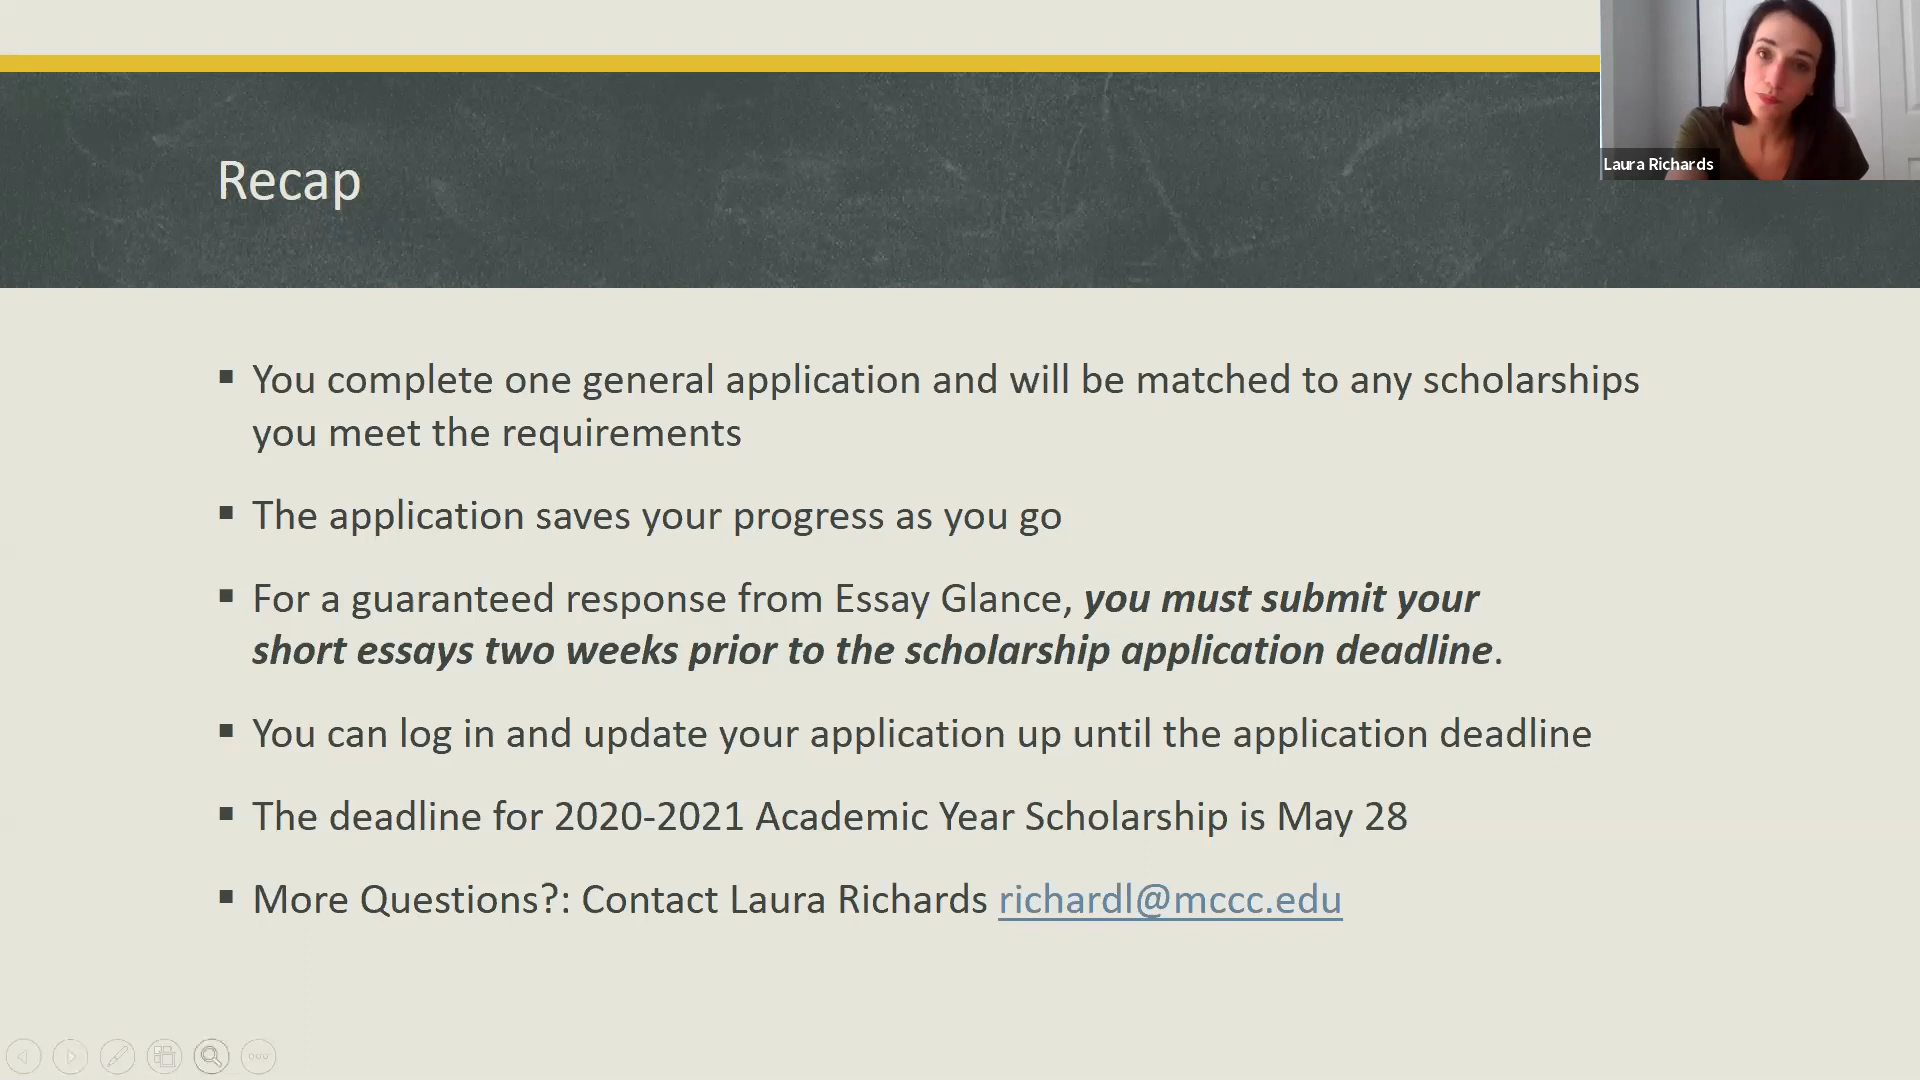 Laura Richards
Recap
▪ You complete one general application and will be matched to any scholarships
you meet the requirements
▪ The application saves your progress as you go
▪ For a guaranteed response from Essay Glance, you must submit your
short essays two weeks prior to the scholarship application deadline.
▪ You can log in and update your application up until the application deadline
▪ The deadline for 2020-2021 Academic Year Scholarship is May 28
▪ More Questions?: Contact Laura Richards richardl@mccc.edu